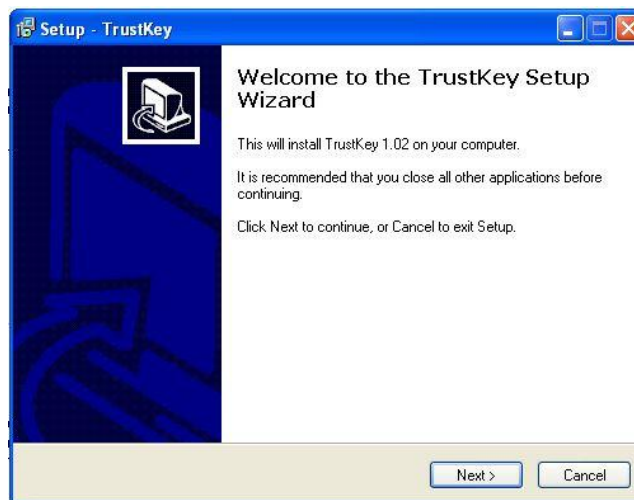 Setup - TrustKey
Welcome to the TrustKey Setup
Wizard
This will install TrustKey 1.02 on your computer.
It is recommended that you close all other applications before
continuing.
Click Next to continue, or Cancel to exit Setup.
Next >
Cancel